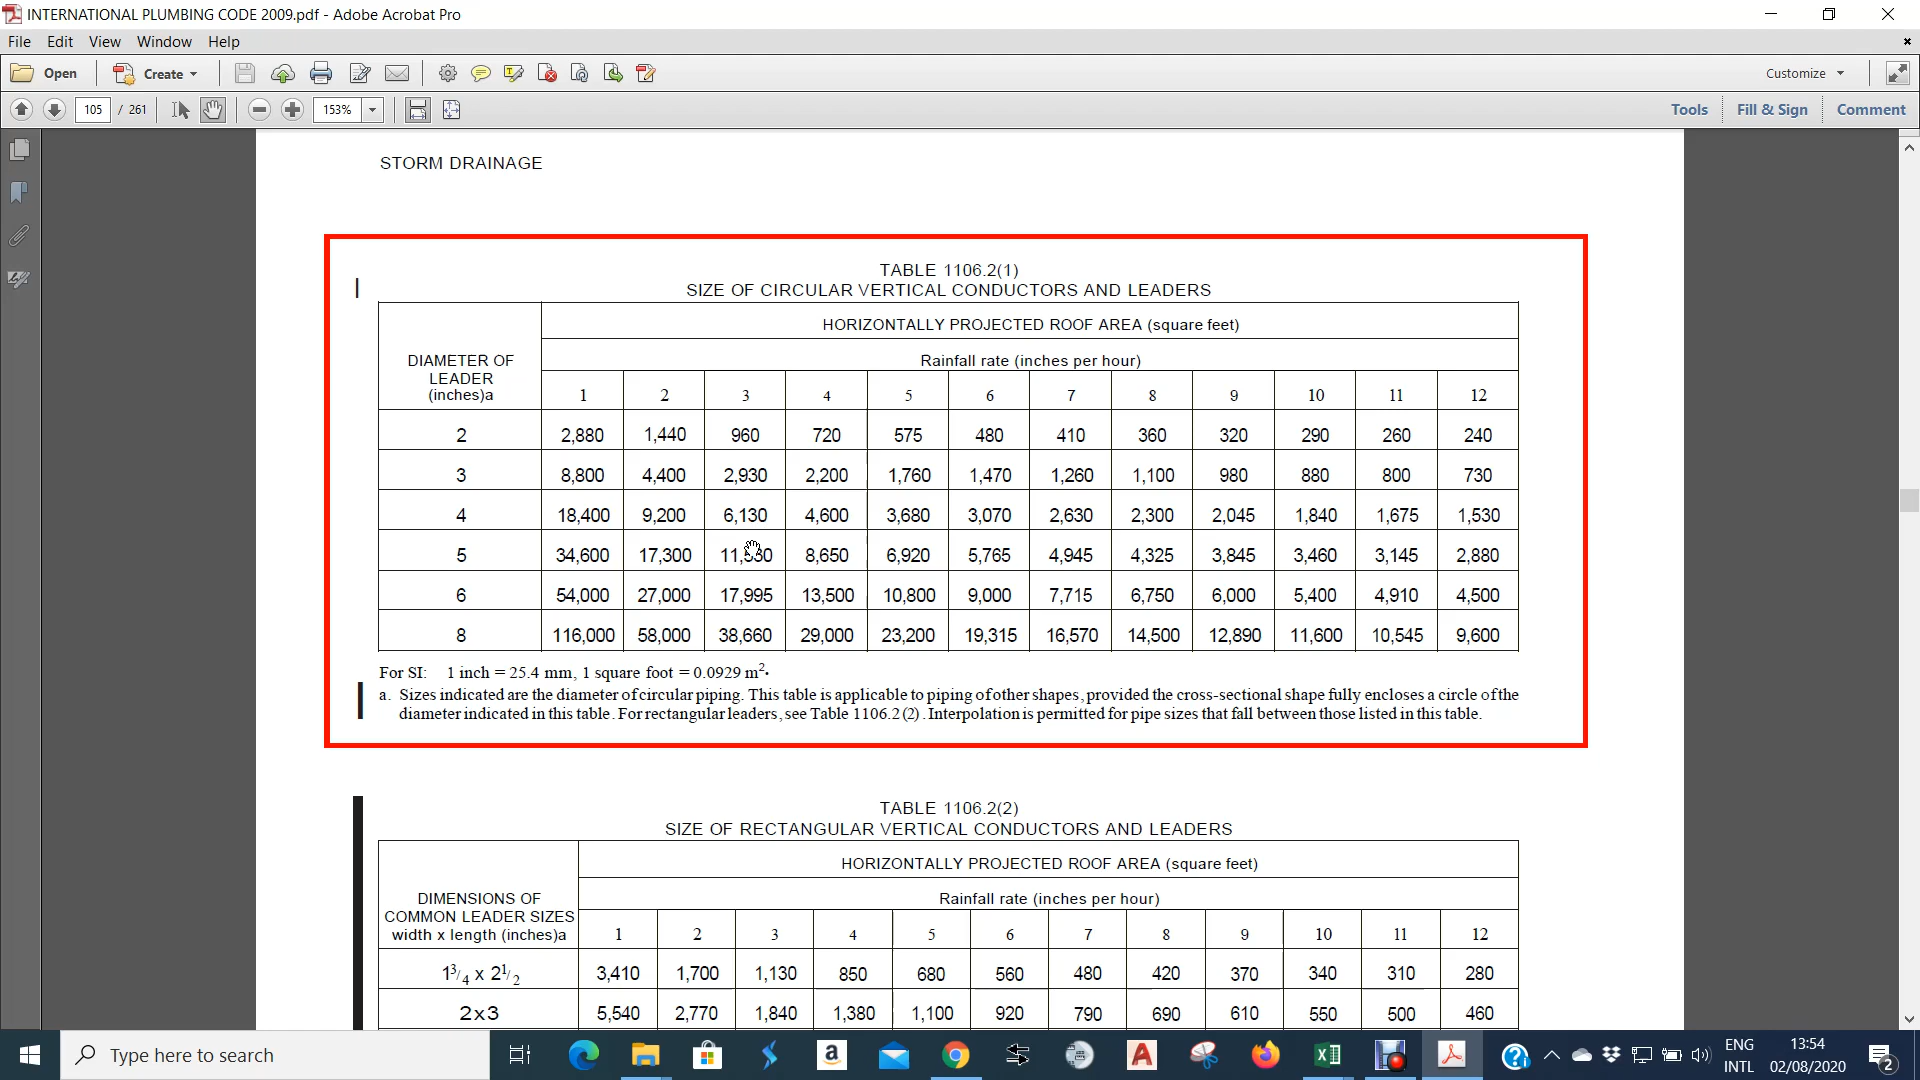 INTERNATIONAL PLUMBING CODE 2009.pdf - Adobe Acrobat Pro
File Edit View Window Help
Open Create Customize
105 / 261 153% Tools Fill & Sign Comment
STORM DRAINAGE
TABLE 1106.2(1)
SIZE OF CIRCULAR VERTICAL CONDUCTORS AND LEADERS
DIAMETER OF LEADER (inches)a
HORIZONTALLY PROJECTED ROOF AREA (square feet)
Rainfall rate (inches per hour)
1 2 3 4 5 6 7 8 9 10 11 12
2 2,880 1,440 960 720 575 480 410 360 320 290 260 240
3 8,800 4,400 2,930 2,200 1,760 1,470 1,260 1,100 980 880 800 730
4 18,400 9,200 6,130 4,600 3,680 3,070 2,630 2,300 2,045 1,840 1,675 1,530
5 34,600 17,300 8,650 6,920 5,765 4,945 4,325 3,845 3,460 3,145 2,880
6 54,000 27,000 17,995 13,500 10,800 9,000 7,715 6,750 6,000 5,400 4,910 4,500
8 116,000 58,000 38,660 29,000 23,200 19,315 16,570 14,500 12,890 11,600 10,545 9,600
For SI: 1 inch = 25.4 mm, 1 square foot = 0.0929 m².
a. Sizes indicated are the diameter of circular piping. This table is applicable to piping of other shapes, provided the cross-sectional shape fully encloses a circle of the
diameter indicated in this table. For rectangular leaders, see Table 1106.2 (2). Interpolation is permitted for pipe sizes that fall between those listed in this table.
TABLE 1106.2(2)
SIZE OF RECTANGULAR VERTICAL CONDUCTORS AND LEADERS
DIMENSIONS OF COMMON LEADER SIZES width x length (inches)a
HORIZONTALLY PROJECTED ROOF AREA (square feet)
Rainfall rate (inches per hour)
1 2 3 4 5 6 7 8 9 10 11 12
1 3/4 x 2 1/2 3,410 1,700 1,130 850 680 560 480 420 370 340 310 280
2x3 5,540 2,770 1,840 1,380 1,100 920 790 690 610 550 500 460
Type here to search
ENG 13:54
INTL 02/08/2020 2